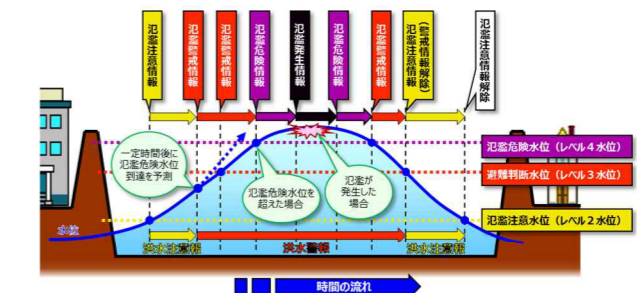 氾濫注意情報
氾濫警戒情報
氾濫警戒情報
氾濫危険情報
氾濫発生情報
氾濫危険情報
氾濫警戒情報
氾濫注意情報
(警戒情報解除)
氾濫注意情報解除
一定時間後に
氾濫危険水位
到達を予測
氾濫危険水位を
超えた場合
氾濫が
発生した
場合
氾濫危険水位(レベル4水位)
避難判断水位(レベル3水位)
氾濫注意水位(レベル2水位)
水位
洪水注意報
洪水警報
洪水注意報
時間の流れ